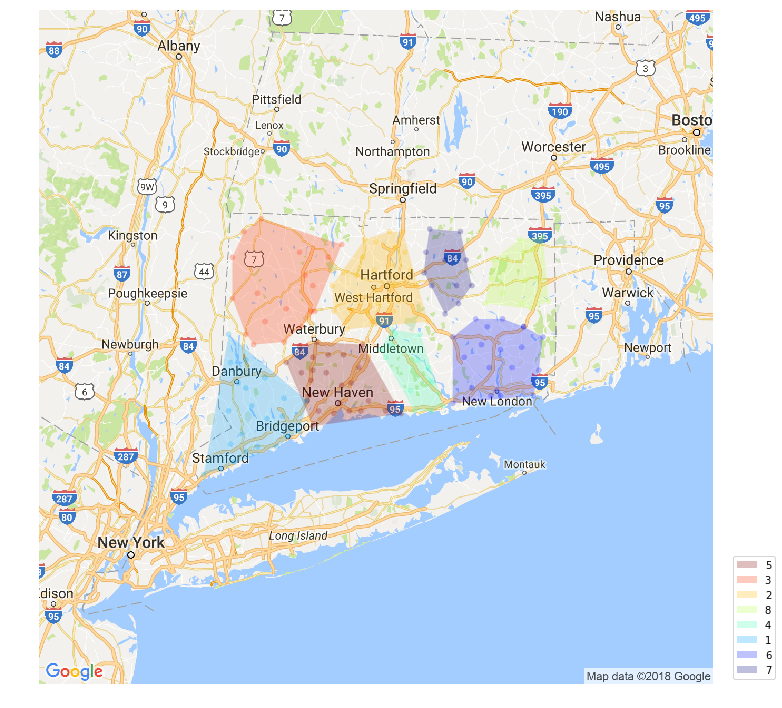 7
Nashua
495
90
88
Albany
91
3
Pittsfield
190
Amherst
Bosto
Lenox
Stockbridge
90
Northampton
Worcester
495
Brookline
9W
Springfield
90
395
9
95
Kingston
395
7
84
87
44
Hartford
Providence
Poughkeepsie
West Hartford
Warwick
91
95
Waterbury
Newburgh
84
84
Middletown
Newport
84
Danbury
95
6
New Haven
95
New London
Bridgeport
287
Stamford
Montauk
287
95
80
New York
Long Island
Edison
95
Google
Map data ©2018 Google
5
3
2
8
4
1
6
7